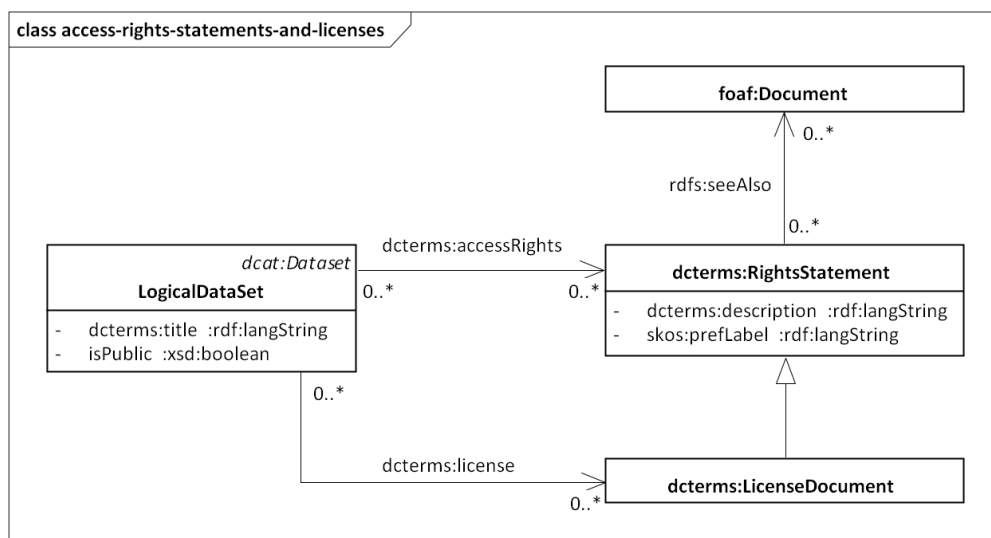 class access-rights-statements-and-licenses
foaf:Document
0..*
rdfs:seeAlso
0..*
dcterms:accessRights
dcat:Dataset
LogicalDataSet
0..*
0..*
dcterms:RightsStatement
- dcterms:title :rdf:langString
- isPublic :xsd:boolean
- dcterms:description :rdf:langString
- skos:prefLabel :rdf:langString
0..*
dcterms:license
0..*
dcterms:LicenseDocument